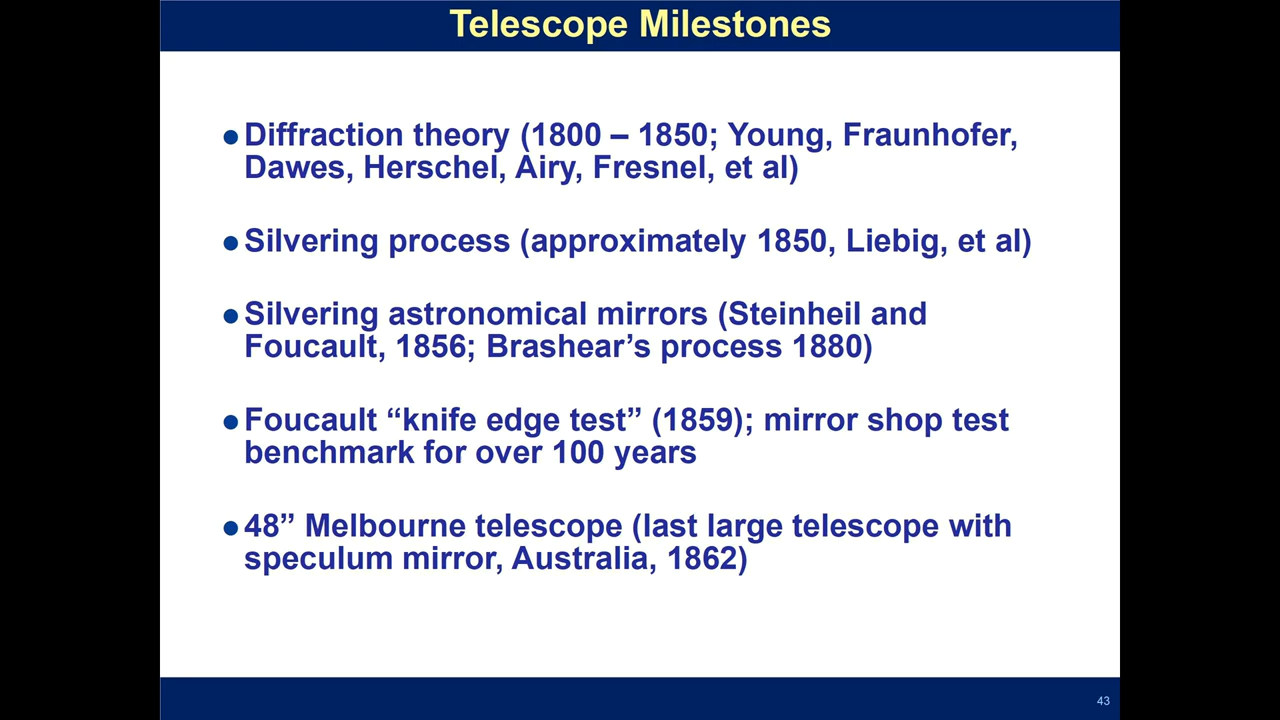 Telescope Milestones
●Diffraction theory (1800 – 1850; Young, Fraunhofer,
Dawes, Herschel, Airy, Fresnel, et al)
●Silvering process (approximately 1850, Liebig, et al)
●Silvering astronomical mirrors (Steinheil and
Foucault, 1856; Brashear’s process 1880)
●Foucault “knife edge test” (1859); mirror shop test
benchmark for over 100 years
●48” Melbourne telescope (last large telescope with
speculum mirror, Australia, 1862)
43